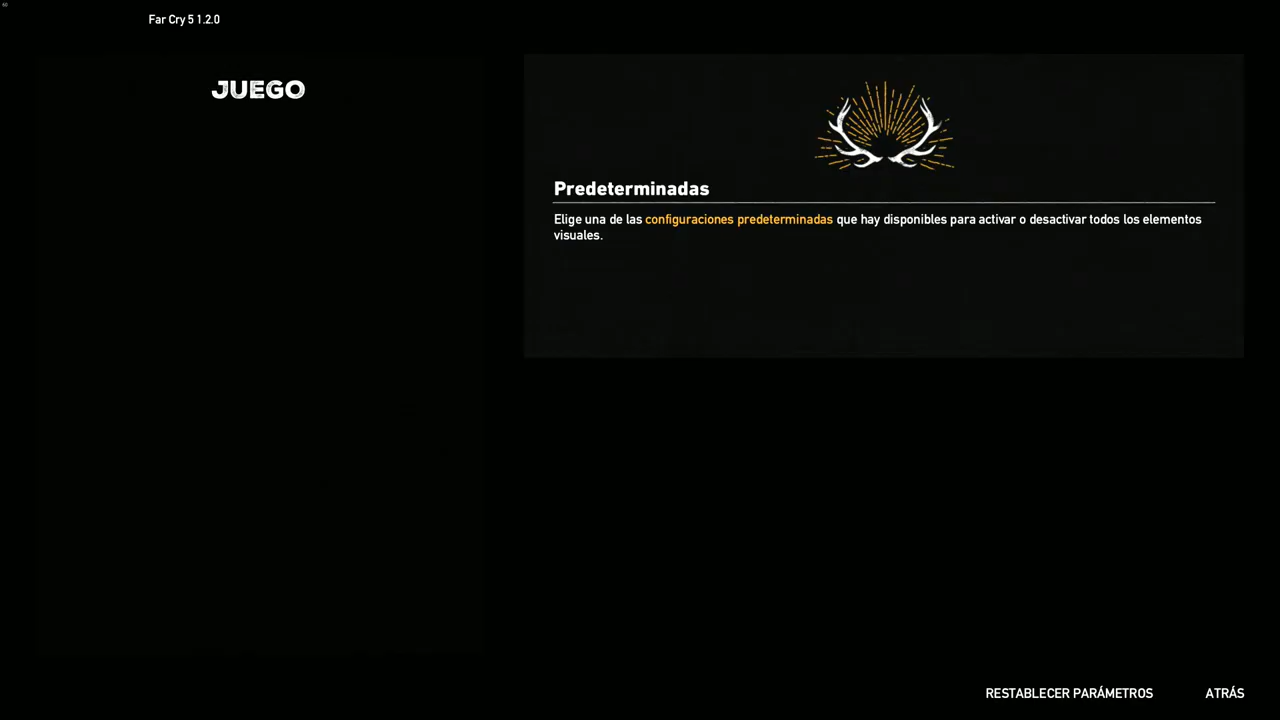 60
Far Cry 5 1.2.0
JUEGO
Predeterminadas
Elige una de las configuraciones predeterminadas que hay disponibles para activar o desactivar todos los elementos
visuales.
RESTABLECER PARÁMETROS
ATRÁS